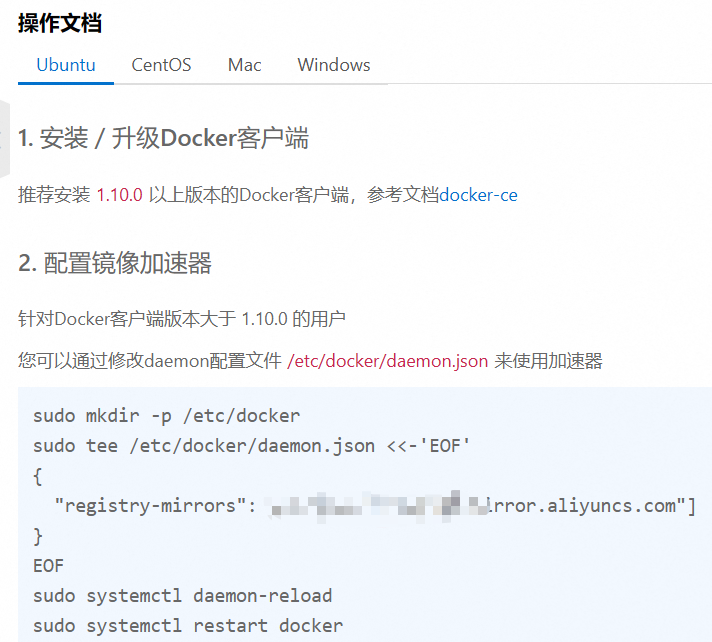 操作文档
Ubuntu CentOS Mac Windows
1. 安装 / 升级Docker客户端
推荐安装 1.10.0 以上版本的Docker客户端，参考文档docker-ce
2. 配置镜像加速器
针对Docker客户端版本大于 1.10.0 的用户
您可以通过修改daemon配置文件 /etc/docker/daemon.json 来使用加速器
sudo mkdir -p /etc/docker
sudo tee /etc/docker/daemon.json <<-'EOF'
{
"registry-mirrors": irror.aliyuncs.com"]
}
EOF
sudo systemctl daemon-reload
sudo systemctl restart docker